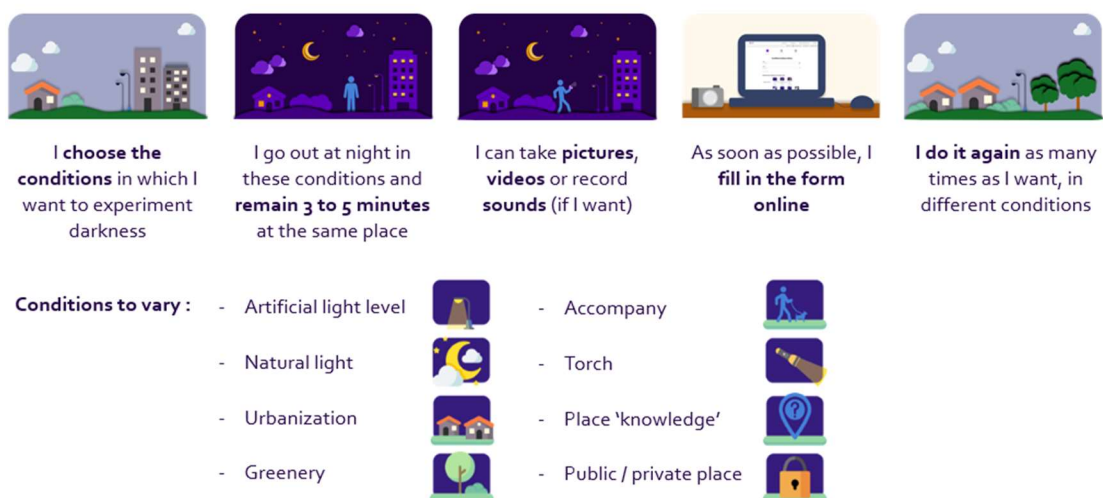 I choose the
conditions in which I
want to experiment
darkness
I go out at night in
these conditions and
remain 3 to 5 minutes
at the same place
I can take pictures,
videos or record
sounds (if I want)
As soon as possible, I
fill in the form
online
I do it again as many
times as I want, in
different conditions
Conditions to vary :
- Artificial light level
- Natural light
- Urbanization
- Greenery
- Accompany
- Torch
- Place ‘knowledge’
- Public / private place